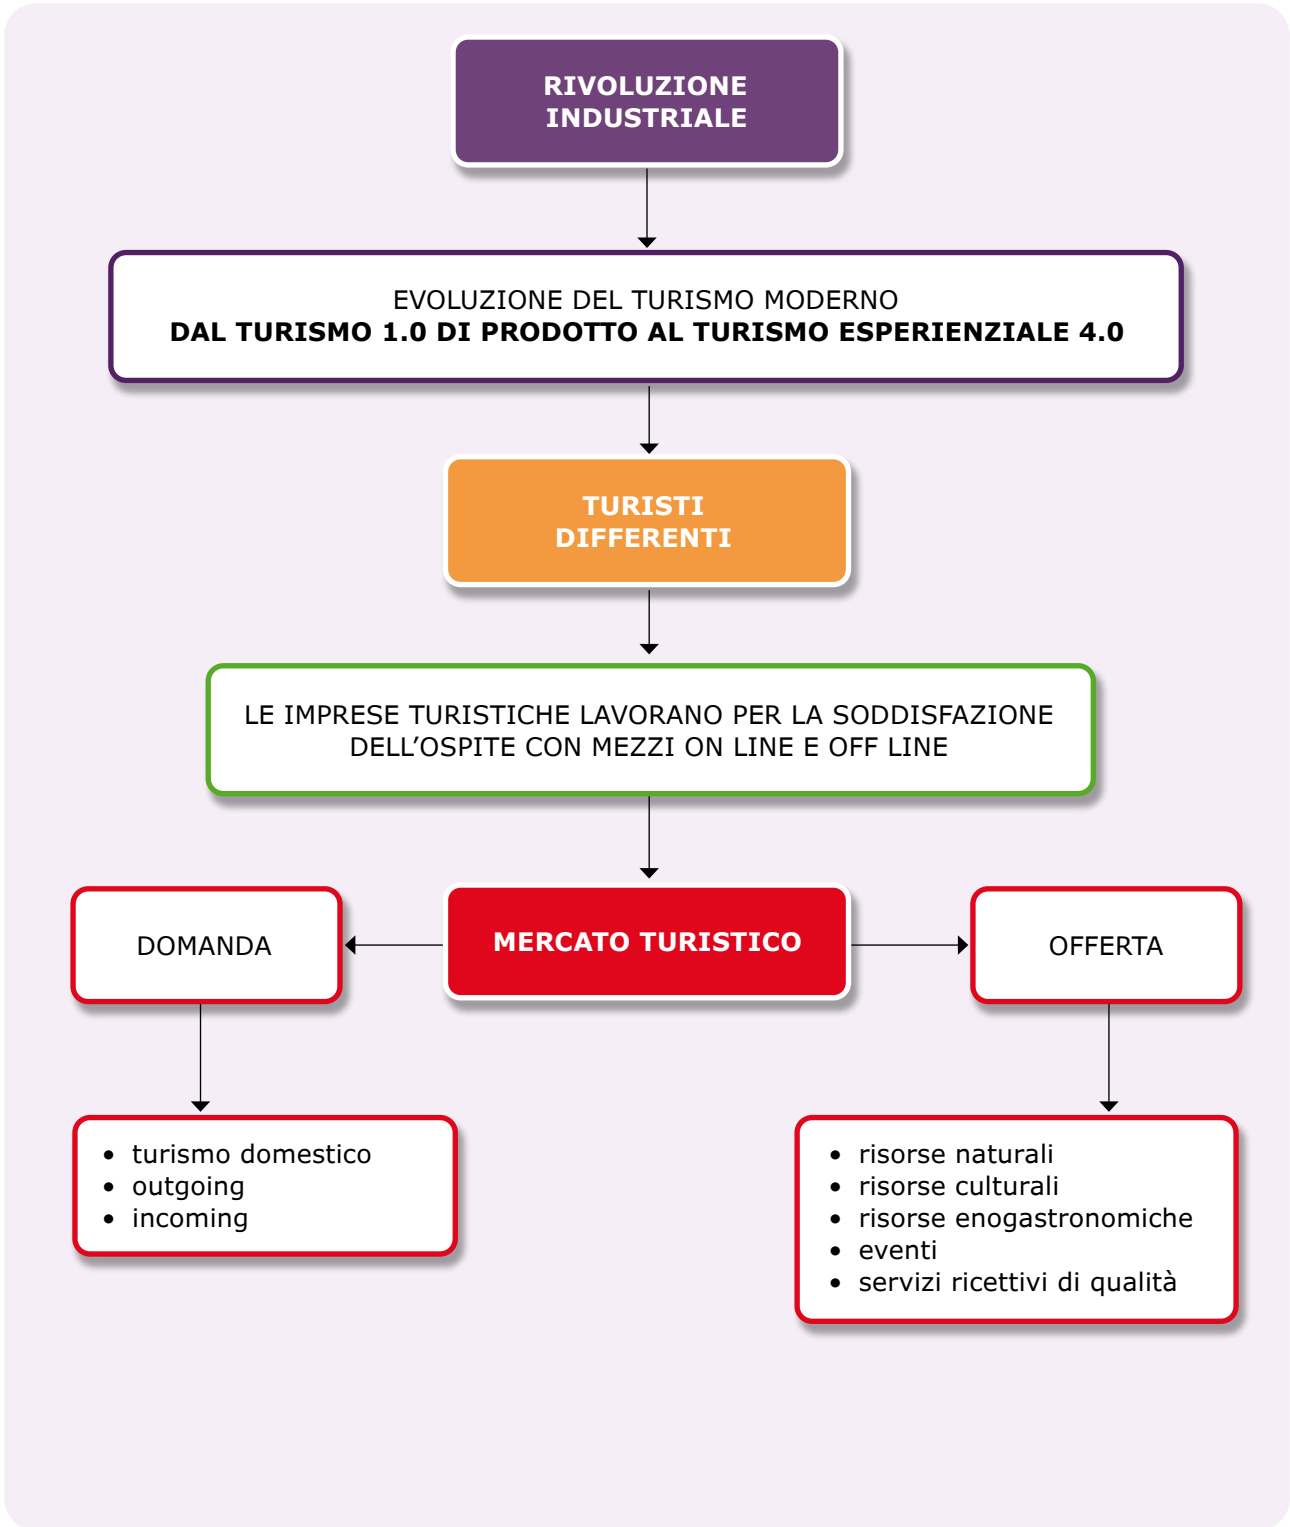 RIVOLUZIONE
INDUSTRIALE
EVOLUZIONE DEL TURISMO MODERNO
DAL TURISMO 1.0 DI PRODOTTO AL TURISMO ESPERIENZIALE 4.0
TURISTI
DIFFERENTI
LE IMPRESE TURISTICHE LAVORANO PER LA SODDISFAZIONE
DELL’OSPITE CON MEZZI ON LINE E OFF LINE
DOMANDA
MERCATO TURISTICO
OFFERTA
• turismo domestico
• outgoing
• incoming
• risorse naturali
• risorse culturali
• risorse enogastronomiche
• eventi
• servizi ricettivi di qualità